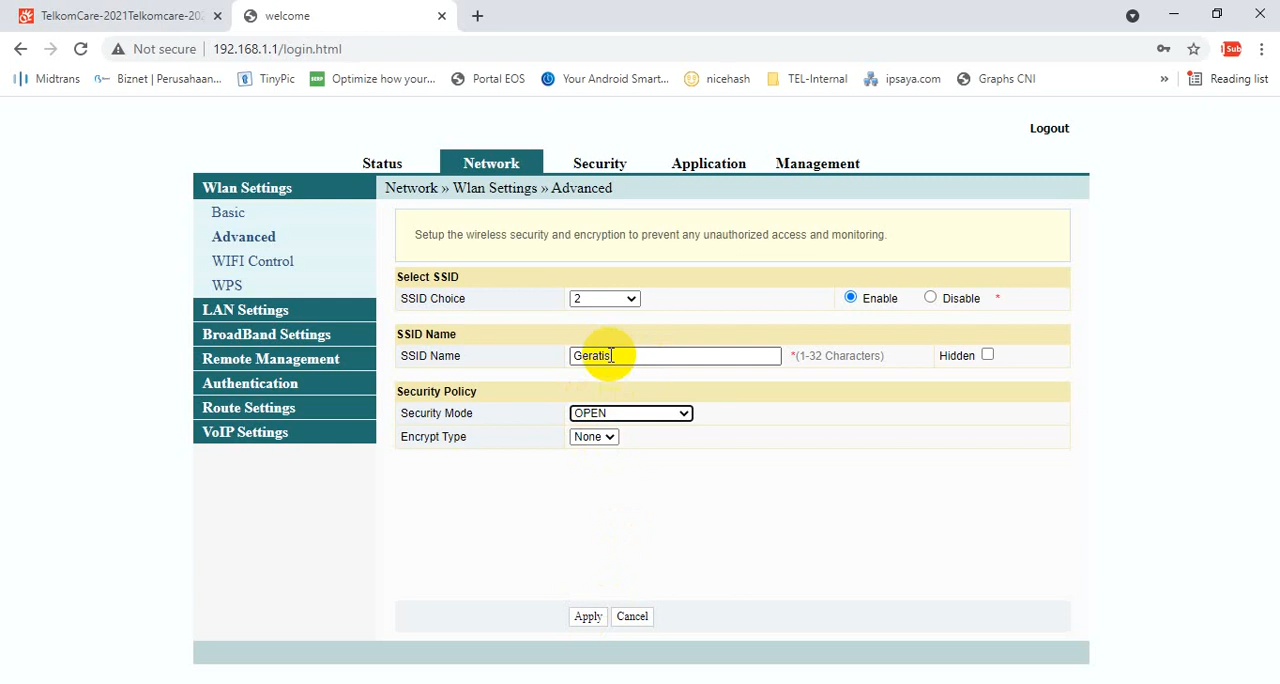 TelkomCare-2021Telkomcare-202
welcome
Not secure 192.168.1.1/login.html
Sub
Midtrans Biznet | Perusahaan... TinyPic Optimize how your... Portal EOS Your Android Smart... nicehash TEL-Internal ipsaya.com Graphs CNI » Reading list
Logout
Status Network Security Application Management
Wlan Settings
Network » Wlan Settings » Advanced
Basic
Advanced
WIFI Control
WPS
LAN Settings
BroadBand Settings
Remote Management
Authentication
Route Settings
VoIP Settings
Setup the wireless security and encryption to prevent any unauthorized access and monitoring.
Select SSID
SSID Choice 2 Enable Disable *
SSID Name
SSID Name Geratis *(1-32 Characters) Hidden
Security Policy
Security Mode OPEN
Encrypt Type None
Apply Cancel